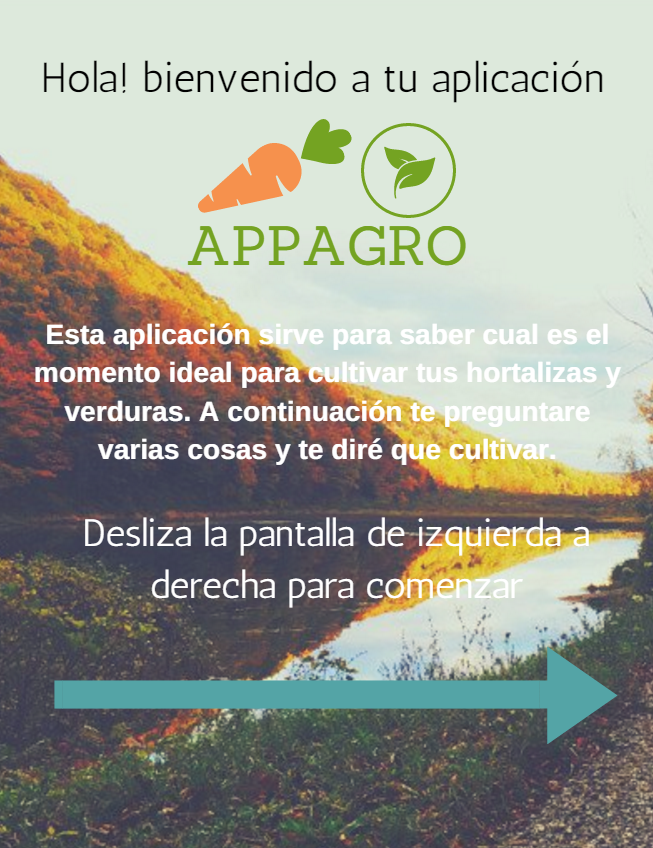 Hola! bienvenido a tu aplicación
APPAGRO
Esta aplicación sirve para saber cual es el
momento ideal para cultivar tus hortalizas y
verduras. A continuación te preguntare
varias cosas y te diré que cultivar.
Desliza la pantalla de izquierda a
derecha para comenzar